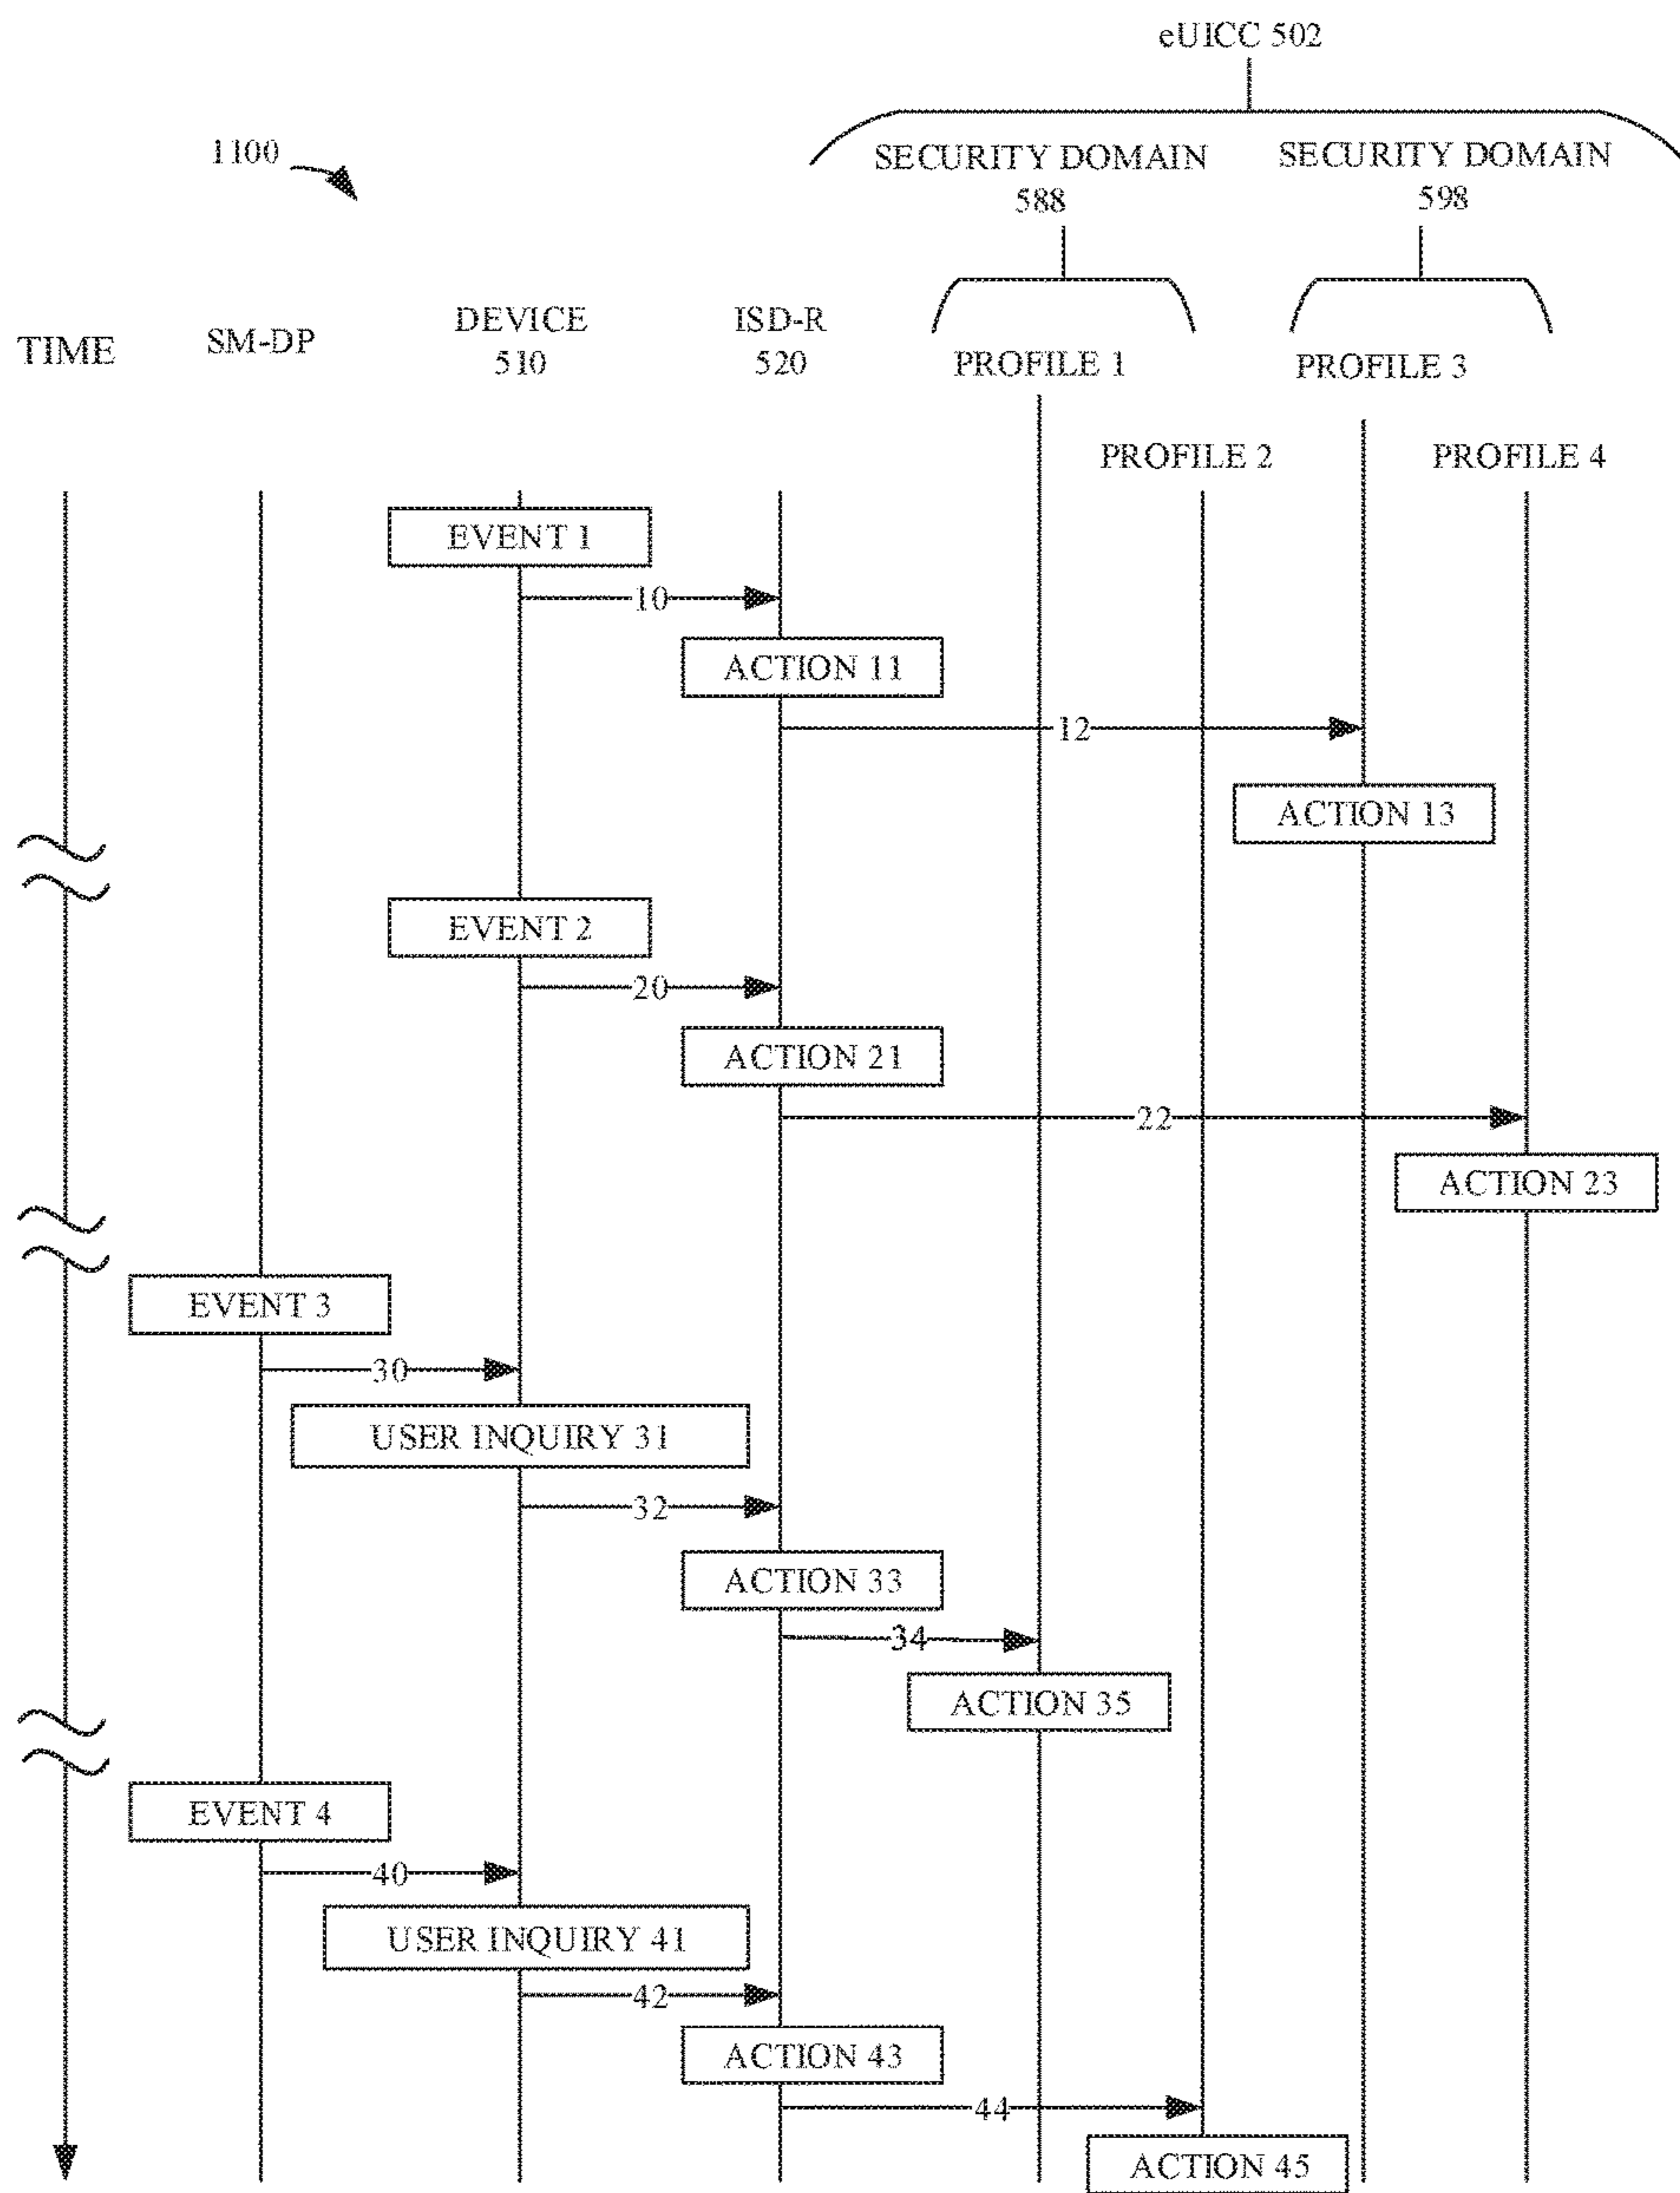 eUICC 502
1100
SECURITY DOMAIN
588
SECURITY DOMAIN
598
TIME
SM-DP
DEVICE
510
ISD-R
520
PROFILE 1
PROFILE 3
PROFILE 2
PROFILE 4
EVENT 1
10
ACTION 11
12
ACTION 13
EVENT 2
20
ACTION 21
22
ACTION 23
EVENT 3
30
USER INQUIRY 31
32
ACTION 33
34
ACTION 35
EVENT 4
40
USER INQUIRY 41
42
ACTION 43
44
ACTION 45